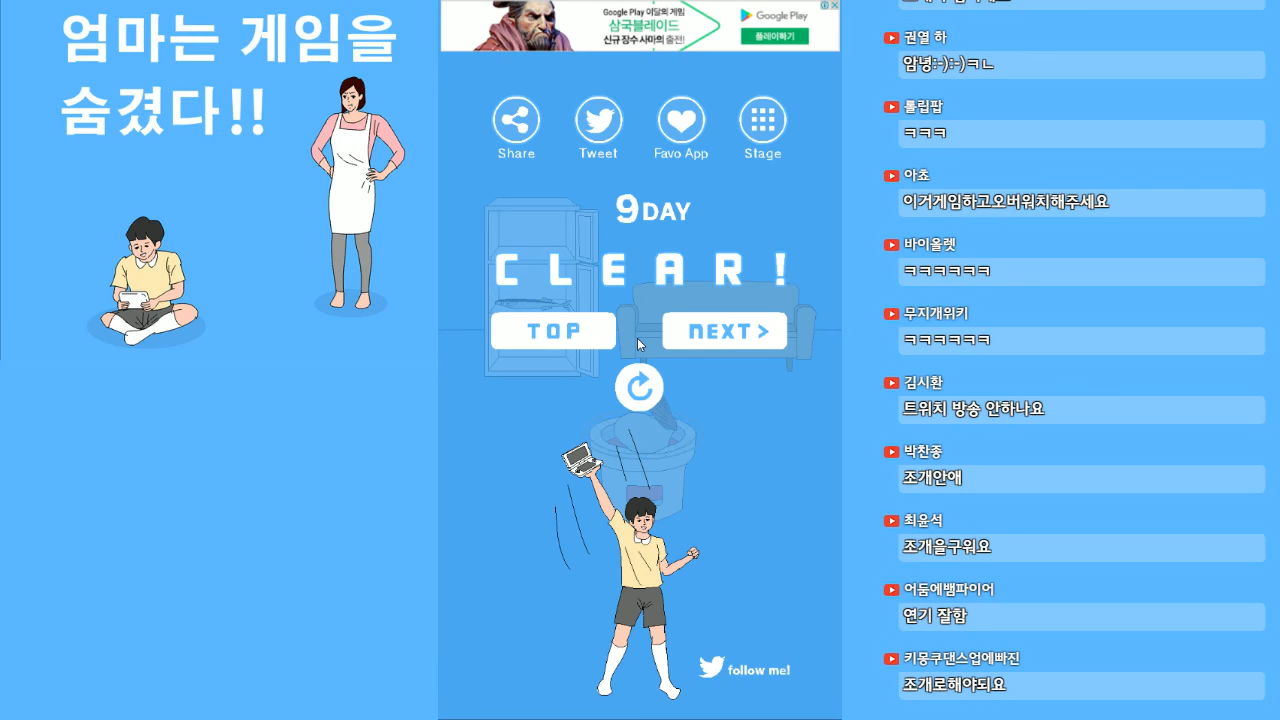 엄마는 게임을
숨겼다!!
Google Play 이달의 게임
삼국블레이드
신규 장수 사마의 출전!
Google Play
플레이하기
Share
Tweet
Favo App
Stage
9 DAY
CLEAR!
TOP
NEXT>
follow me!
권열 하
암녕:-):-)ㅋㄴ
롤림팝
ㅋㅋㅋ
아쵸
이거게임하고오버워치해주세요
바이올렛
ㅋㅋㅋㅋㅋㅋ
무지개위키
ㅋㅋㅋㅋㅋㅋ
김시환
트위치 방송 안하나요
박찬종
조개안애
최윤석
조개을구워요
어둠에뱀파이어
연기 잘함
키몽쿠댄스업에빠진
조개로해야되요